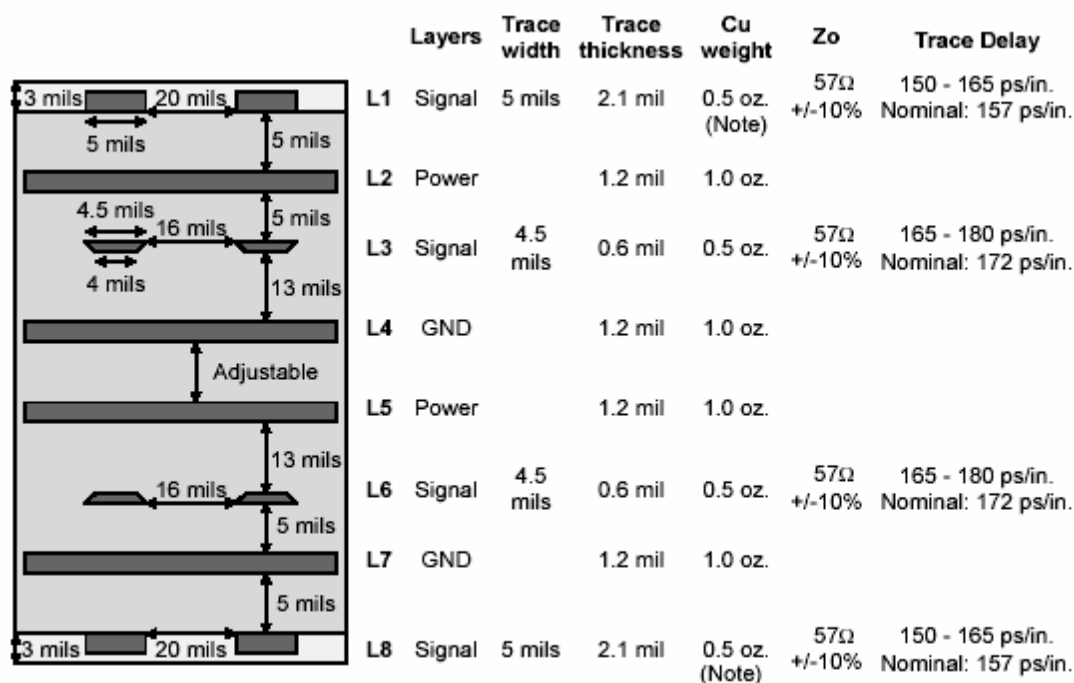 Layers Trace width Trace thickness Cu weight Zo Trace Delay
3 mils 20 mils L1 Signal 5 mils 2.1 mil 0.5 oz. (Note) 57Ω +/-10% 150 - 165 ps/in. Nominal: 157 ps/in.
5 mils 5 mils
L2 Power 1.2 mil 1.0 oz.
4.5 mils 5 mils
16 mils L3 Signal 4.5 mils 0.6 mil 0.5 oz. 57Ω +/-10% 165 - 180 ps/in. Nominal: 172 ps/in.
4 mils 13 mils
L4 GND 1.2 mil 1.0 oz.
Adjustable
L5 Power 1.2 mil 1.0 oz.
13 mils
16 mils L6 Signal 4.5 mils 0.6 mil 0.5 oz. 57Ω +/-10% 165 - 180 ps/in. Nominal: 172 ps/in.
5 mils
L7 GND 1.2 mil 1.0 oz.
5 mils
3 mils 20 mils L8 Signal 5 mils 2.1 mil 0.5 oz. (Note) 57Ω +/-10% 150 - 165 ps/in. Nominal: 157 ps/in.